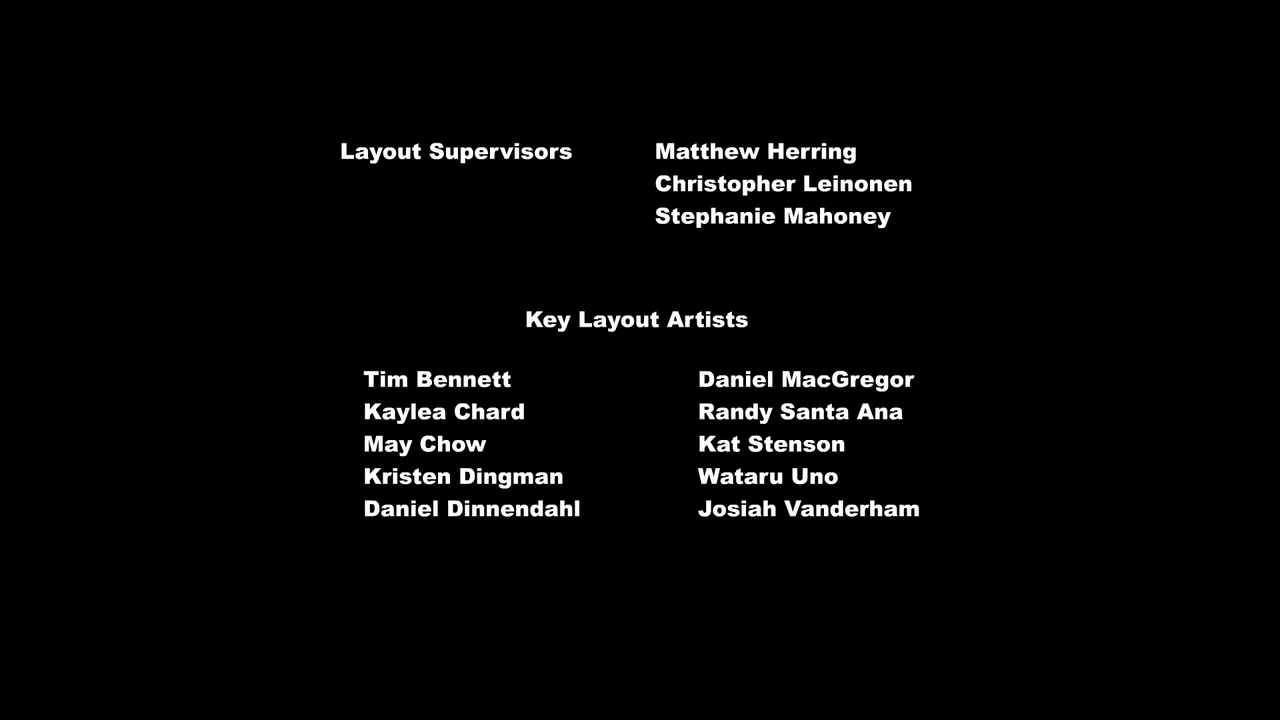 Layout Supervisors Matthew Herring
Christopher Leinonen
Stephanie Mahoney
Key Layout Artists
Tim Bennett Daniel MacGregor
Kaylea Chard Randy Santa Ana
May Chow Kat Stenson
Kristen Dingman Wataru Uno
Daniel Dinnendahl Josiah Vanderham